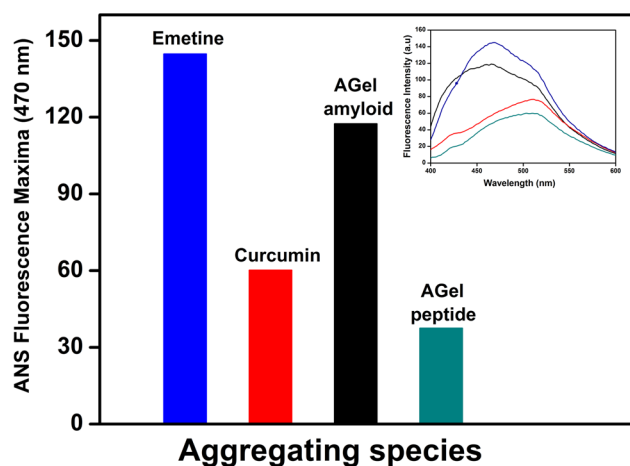 ANS Fluorescence Maxima (470 nm)
150
120
90
60
30
0
Emetine
Curcumin
AGel
amyloid
AGel
peptide
Aggregating species
Fluorescence Intensity (a.u)
160
140
120
100
80
60
40
20
0
400
450
500
550
600
Wavelength (nm)